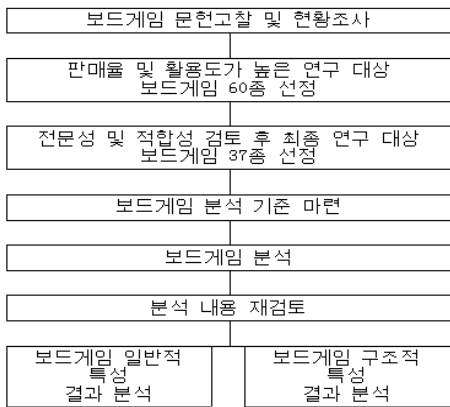 보드게임 문헌고찰 및 현황조사
판매율 및 활용도가 높은 연구 대상
보드게임 60종 선정
전문성 및 적합성 검토 후 최종 연구 대상
보드게임 37종 선정
보드게임 분석 기준 마련
보드게임 분석
분석 내용 재검토
보드게임 일반적
특성
결과 분석
보드게임 구조적
특성
결과 분석